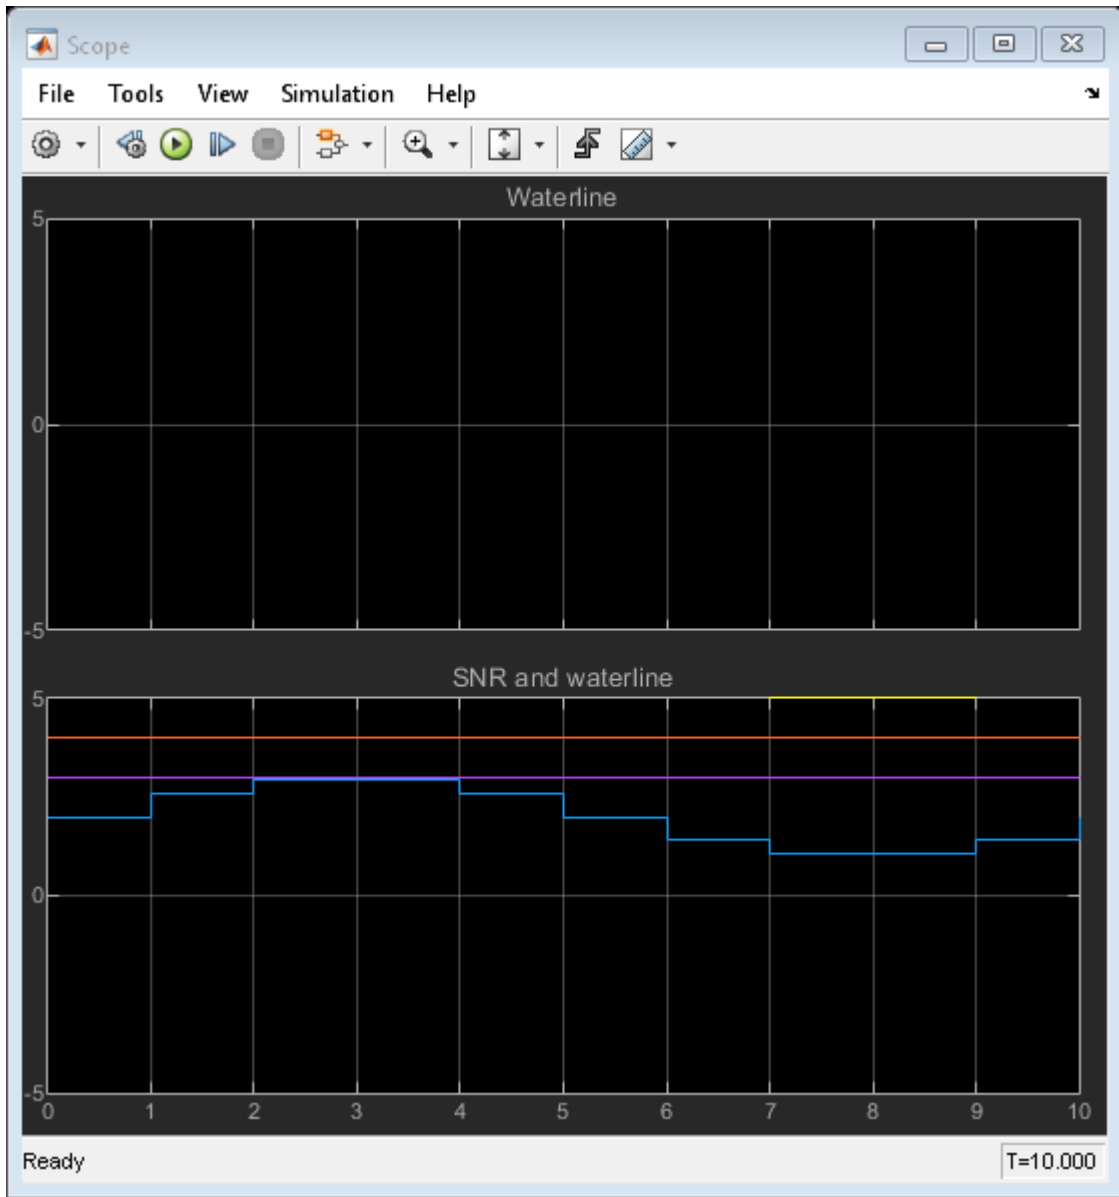 Scope
File Tools View Simulation Help
Waterline
5
0
-5
SNR and waterline
5
0
-5
0 1 2 3 4 5 6 7 8 9 10
Ready T=10.000